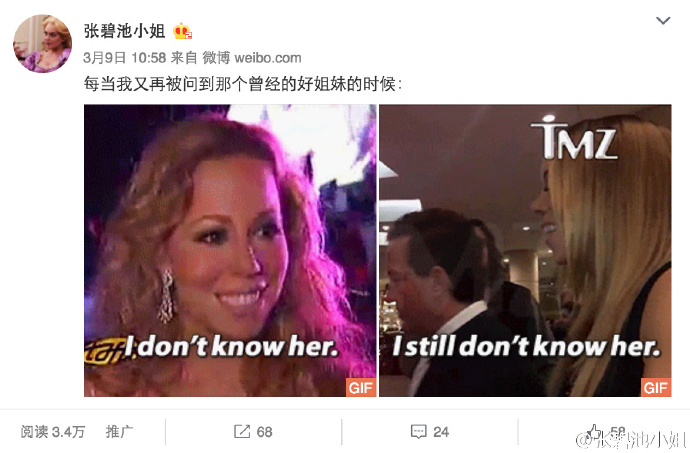 张碧池小姐
3月9日 10:58 来自 微博 weibo.com
每当我又再被问到那个曾经的好姐妹的时候：
TMZ
I don't know her.
I still don't know her.
GIF
GIF
阅读 3.4万 推广 68 24 58
@张碧池小姐